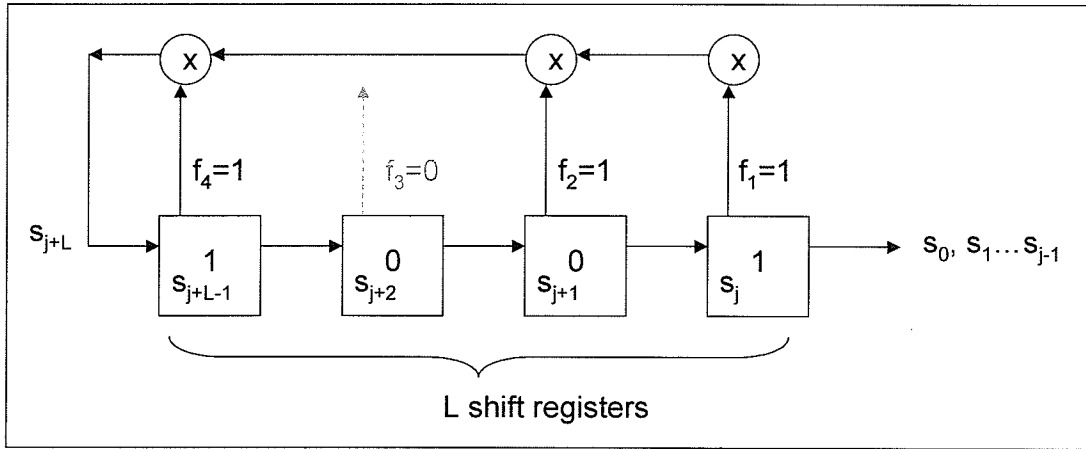 x x x
f₄=1 f₃=0 f₂=1 f₁=1
1 0 0 1
sⱼ₊L sⱼ₊L₋₁ sⱼ₊₂ sⱼ₊₁ sⱼ s₀, s₁...sⱼ₋₁
L shift registers